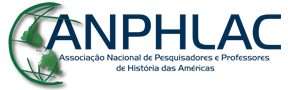 ANPHLAC
Associação Nacional de Pesquisadores e Professores
de História das Américas